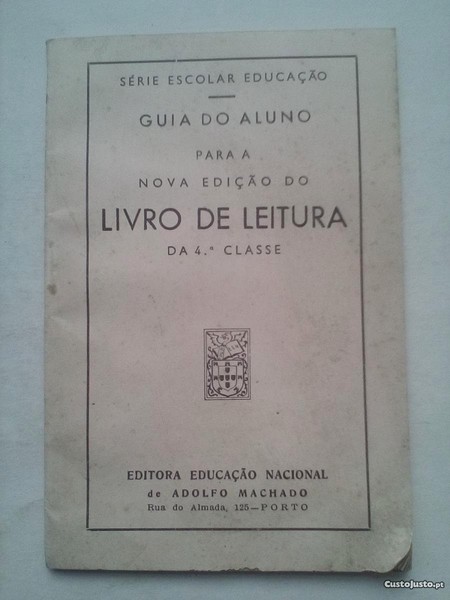 SÉRIE ESCOLAR EDUCAÇÃO
GUIA DO ALUNO
PARA A
NOVA EDIÇÃO DO
LIVRO DE LEITURA
DA 4.ª CLASSE
EDITORA EDUCAÇÃO NACIONAL
de ADOLFO MACHADO
Rua do Almada, 125—PORTO
CustoJusto.pt